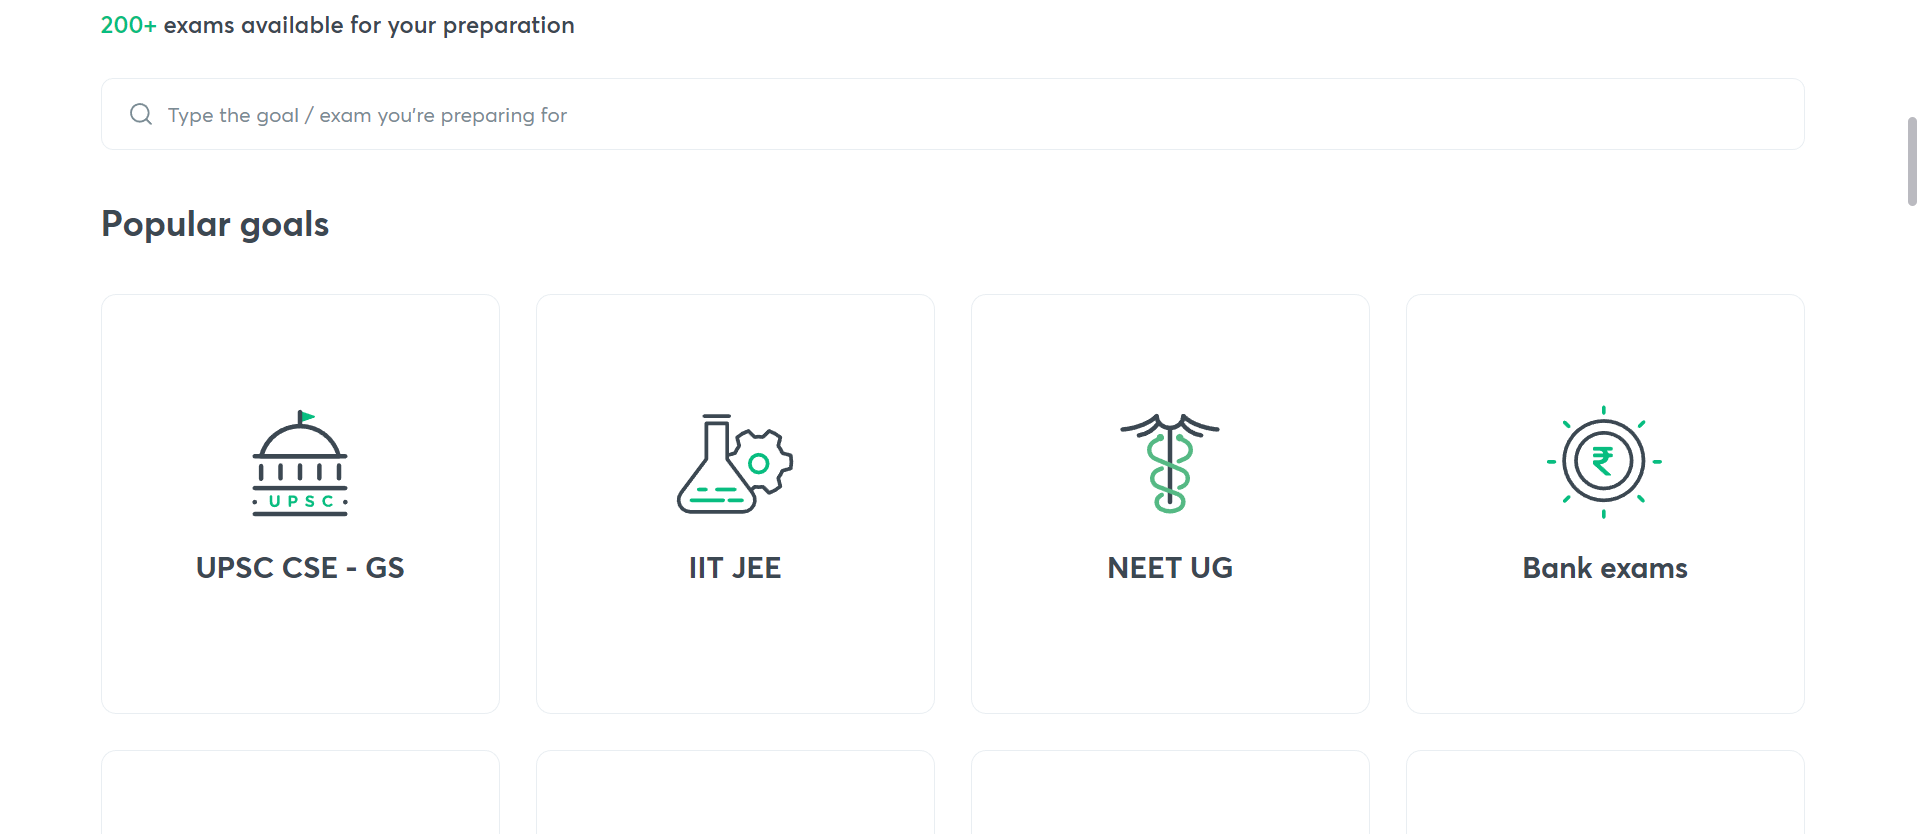 200+ exams available for your preparation
Type the goal / exam you're preparing for
Popular goals
UPSC
UPSC CSE - GS
IIT JEE
NEET UG
₹
Bank exams